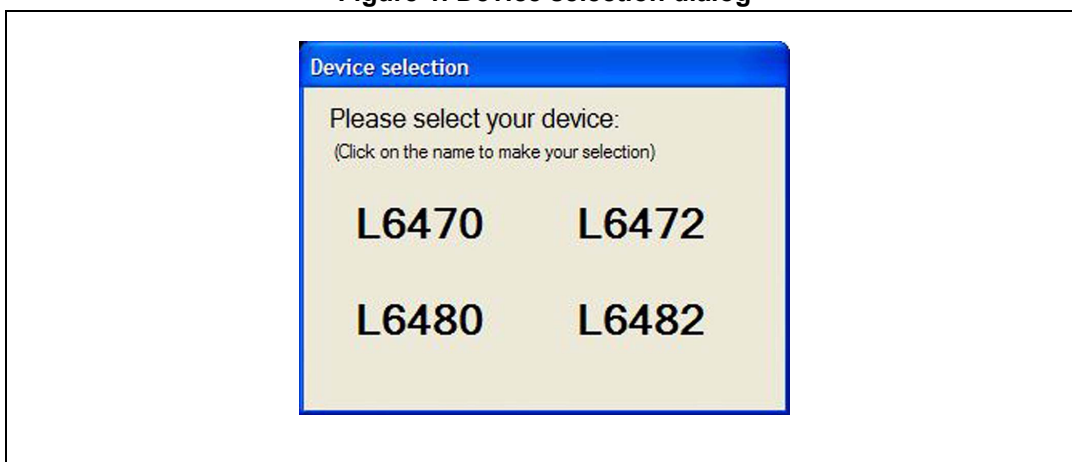 Figure 1. Device selection dialog
Device selection
Please select your device:
(Click on the name to make your selection)
L6470 L6472
L6480 L6482